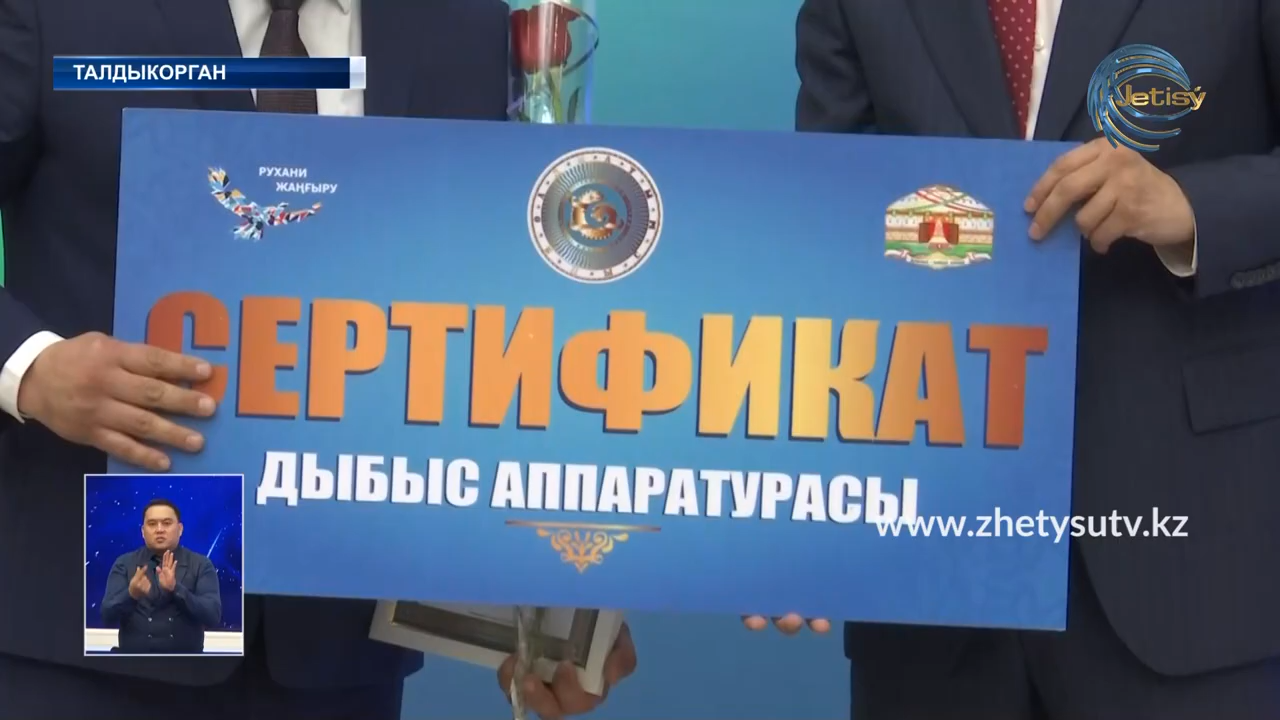 ТАЛДЫКОРГАН
Jetisý
РУХАНИ
ЖАҢҒЫРУ
СЕРТИФИКАТ
ДЫБЫС АППАРАТУРАСЫ
www.zhetysutv.kz